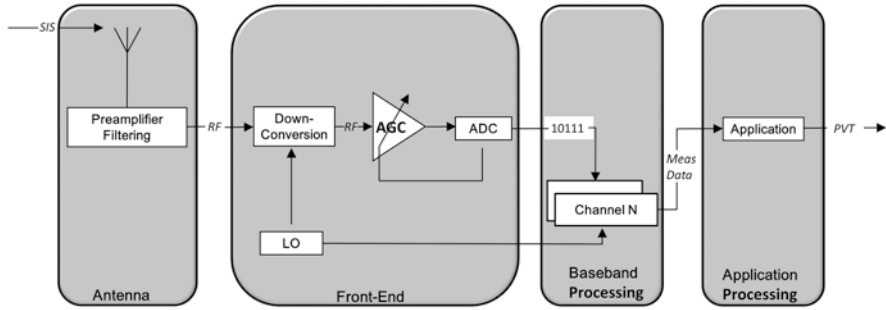 SIS
Preamplifier
Filtering
Antenna
RF
Down-
Conversion
RF
AGC
ADC
LO
Front-End
10111
Channel N
Baseband
Processing
Meas
Data
Application
PVT
Application
Processing